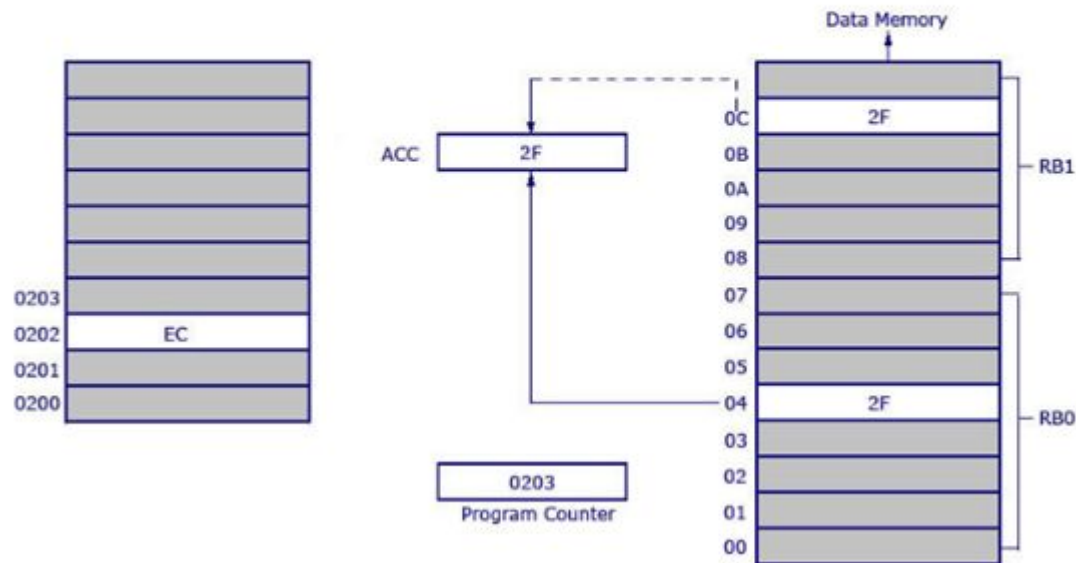 Data Memory
0C 2F
ACC 2F
0B
RB1
0A
09
08
0203
07
0202 EC
06
0201
05
0200
04 2F
RB0
03
0203
02
Program Counter
01
00